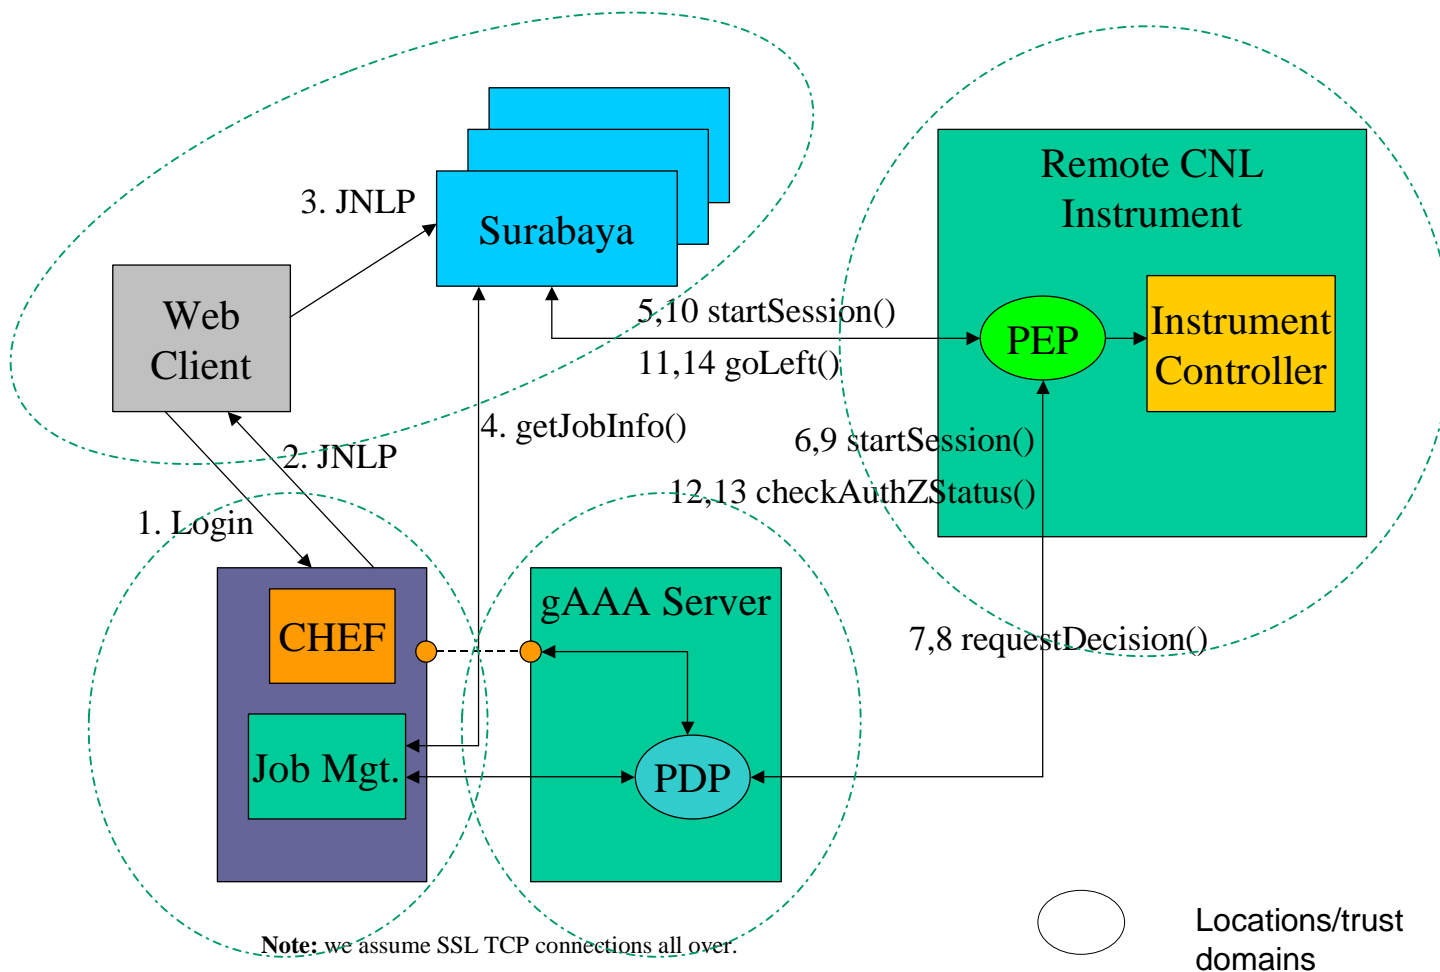 3. JNLP
Surabaya
Remote CNL
Instrument
Web
Client
5,10 startSession()
11,14 goLeft()
PEP
Instrument
Controller
4. getJobInfo()
2. JNLP
6,9 startSession()
12,13 checkAuthZStatus()
1. Login
CHEF
gAAA Server
7,8 requestDecision()
Job Mgt.
PDP
Note: we assume SSL TCP connections all over.
Locations/trust
domains